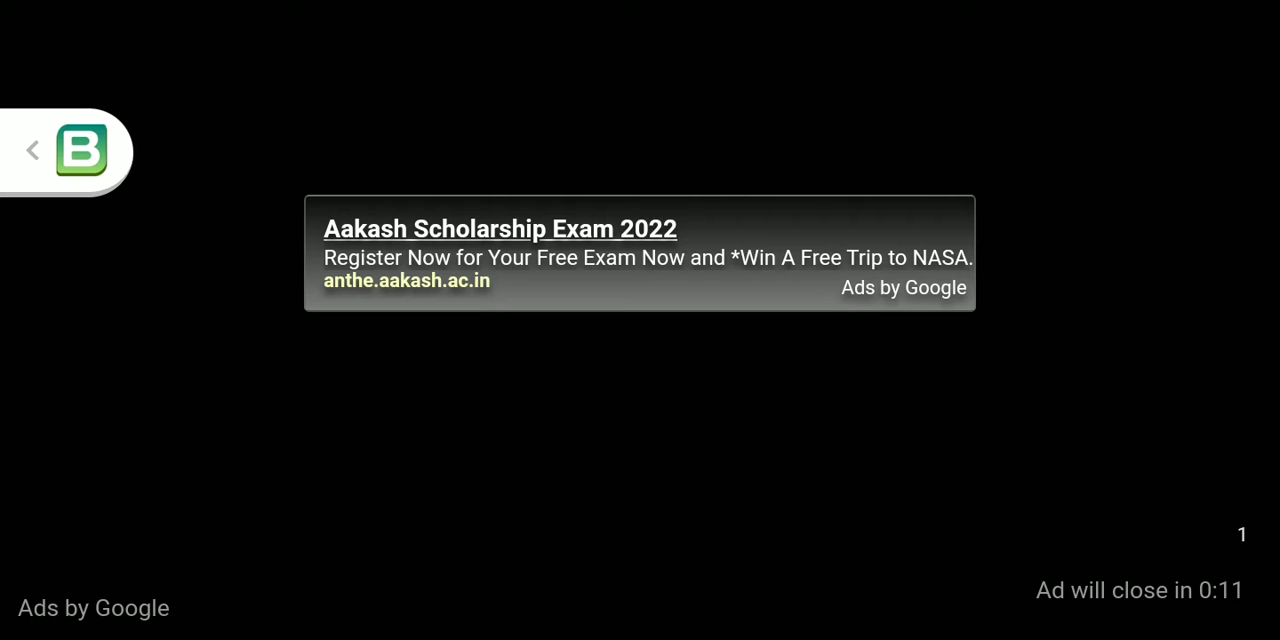 B
Aakash Scholarship Exam 2022
Register Now for Your Free Exam Now and *Win A Free Trip to NASA.
anthe.aakash.ac.in
Ads by Google
1
Ad will close in 0:11
Ads by Google